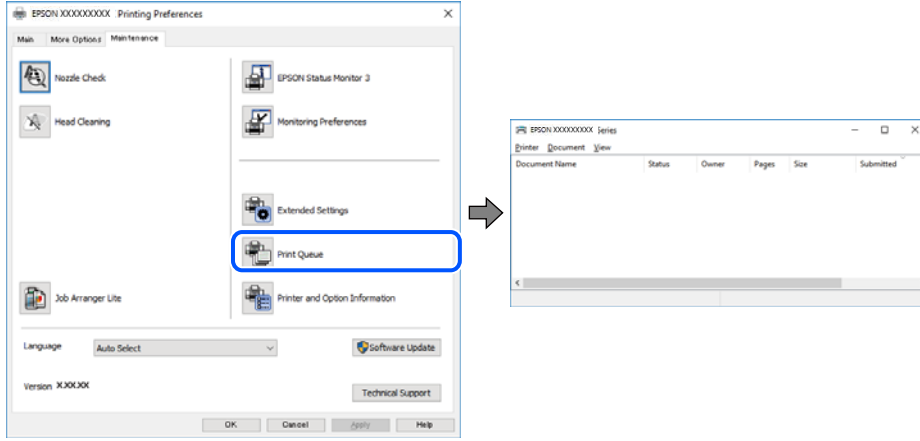 EPSON XXXXXXXXX Printing Preferences
Main More Options Maintenance
Nozzle Check
EPSON Status Monitor 3
Head Cleaning
Monitoring Preferences
Extended Settings
Print Queue
Job Arranger Lite
Printer and Option Information
Language Auto Select
Software Update
Version X.XX.XX
Technical Support
OK Cancel Apply Help
EPSON XXXXXXXXX Series
Printer Document View
Document Name Status Owner Pages Size Submitted